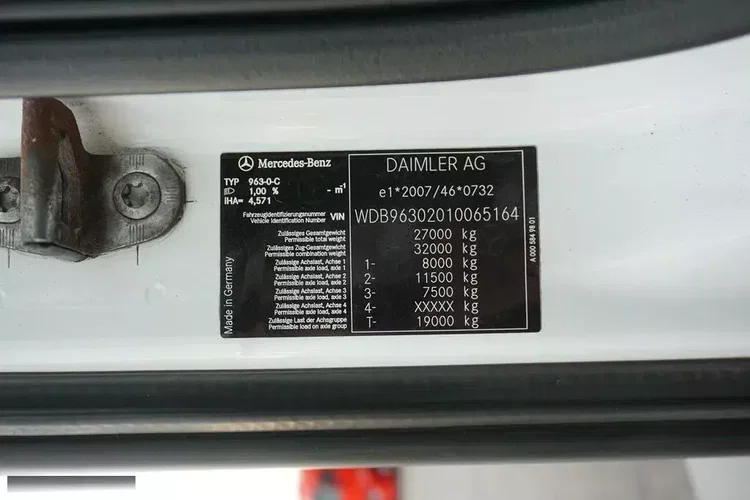 Mercedes-Benz
TYP 963-0-C
1,00 % - m⁻¹
IHA= 4,571
Fahrzeugidentifizierungsnummer
Vehicle Identification Number VIN
Zulässiges Gesamtgewicht
Permissible total weight
Zulässiges Zug-Gesamtgewicht
Permissible combination weight
Zulässige Achslast, Achse 1
Permissible axle load, axle 1
Zulässige Achslast, Achse 2
Permissible axle load, axle 2
Zulässige Achslast, Achse 3
Permissible axle load, axle 3
Zulässige Achslast, Achse 4
Permissible axle load, axle 4
Zulässige Last der Achsgruppe
Permissible load on axle group
Made in Germany
DAIMLER AG
e1*2007/46*0732
WDB96302010065164
27000 kg
32000 kg
1- 8000 kg
2- 11500 kg
3- 7500 kg
4- XXXXX kg
T- 19000 kg
A 000 584 98 01